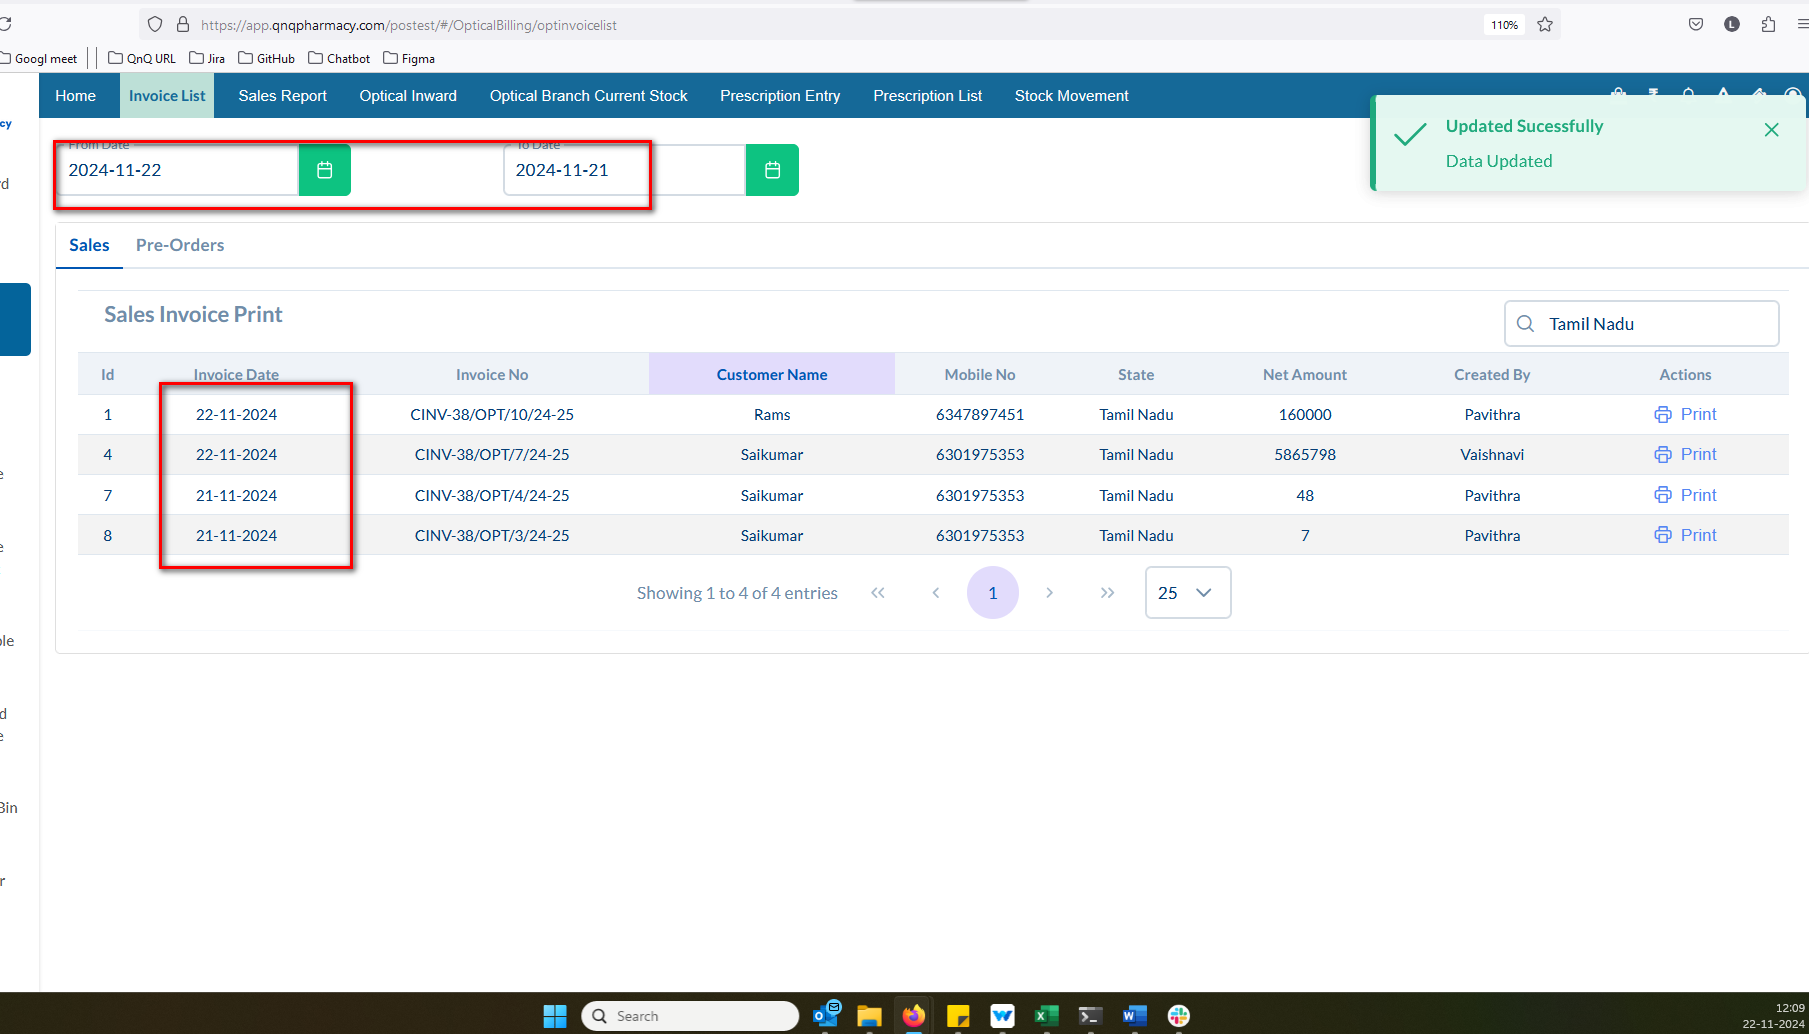 https://app.qnqpharmacy.com/postest/#/OpticalBilling/optinvoicelist
110%
L
Googl meet
QnQ URL
Jira
GitHub
Chatbot
Figma
Home
Invoice List
Sales Report
Optical Inward
Optical Branch Current Stock
Prescription Entry
Prescription List
Stock Movement
cy
Updated Sucessfully
Data Updated
From Date
2024-11-22
To Date
2024-11-21
Sales
Pre-Orders
Sales Invoice Print
Tamil Nadu
Id Invoice Date Invoice No Customer Name Mobile No State Net Amount Created By Actions
1 22-11-2024 CINV-38/OPT/10/24-25 Rams 6347897451 Tamil Nadu 160000 Pavithra Print
4 22-11-2024 CINV-38/OPT/7/24-25 Saikumar 6301975353 Tamil Nadu 5865798 Vaishnavi Print
7 21-11-2024 CINV-38/OPT/4/24-25 Saikumar 6301975353 Tamil Nadu 48 Pavithra Print
8 21-11-2024 CINV-38/OPT/3/24-25 Saikumar 6301975353 Tamil Nadu 7 Pavithra Print
Showing 1 to 4 of 4 entries
1
25
Bin
Search
12:09
22-11-2024